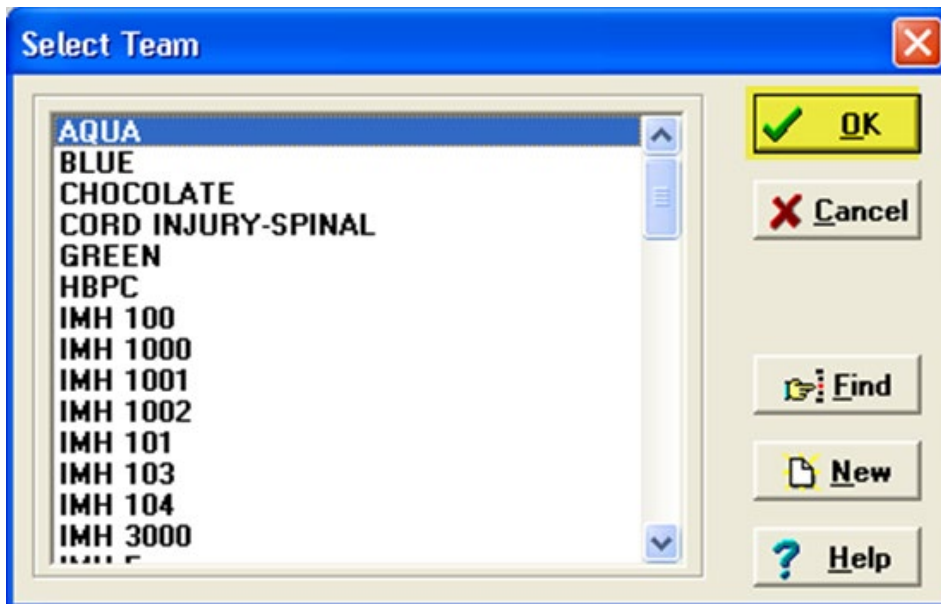 Select Team
AQUA
BLUE
CHOCOLATE
CORD INJURY-SPINAL
GREEN
HBPC
IMH 100
IMH 1000
IMH 1001
IMH 1002
IMH 101
IMH 103
IMH 104
IMH 3000
OK
Cancel
Find
New
Help